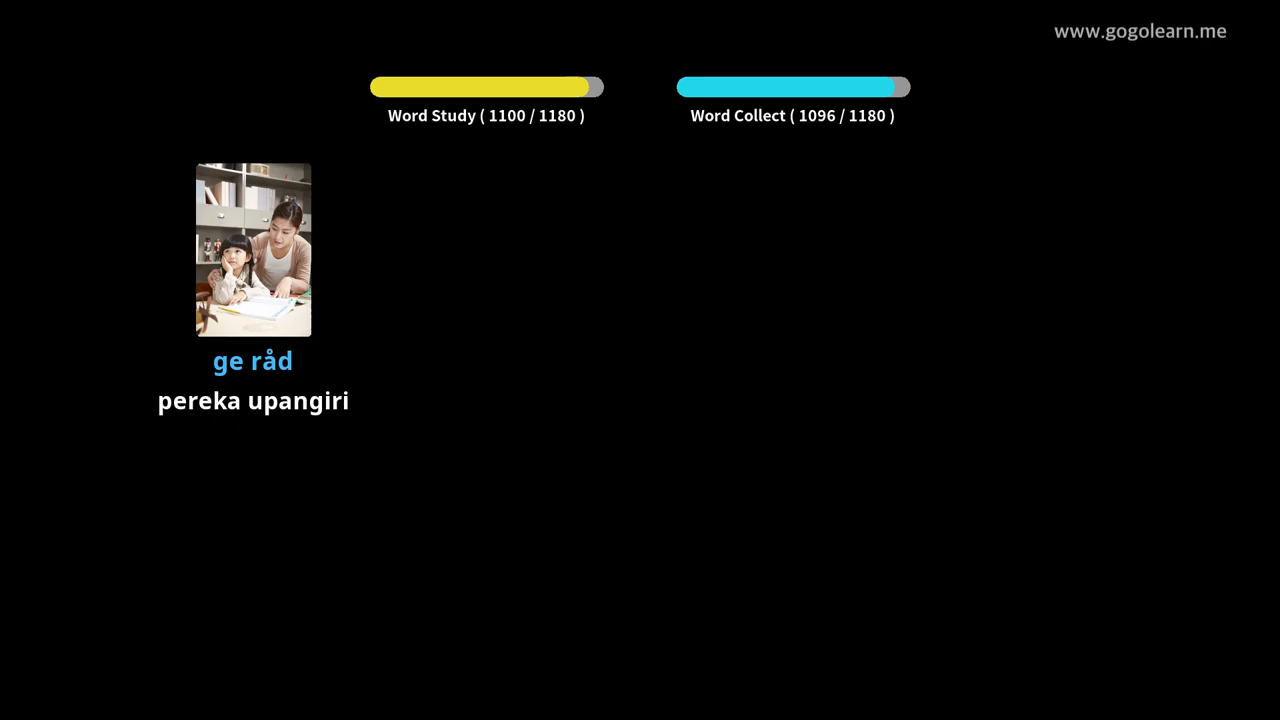 www.gogolearn.me
Word Study ( 1100 / 1180 )
Word Collect ( 1096 / 1180 )
ge råd
pereka upangiri